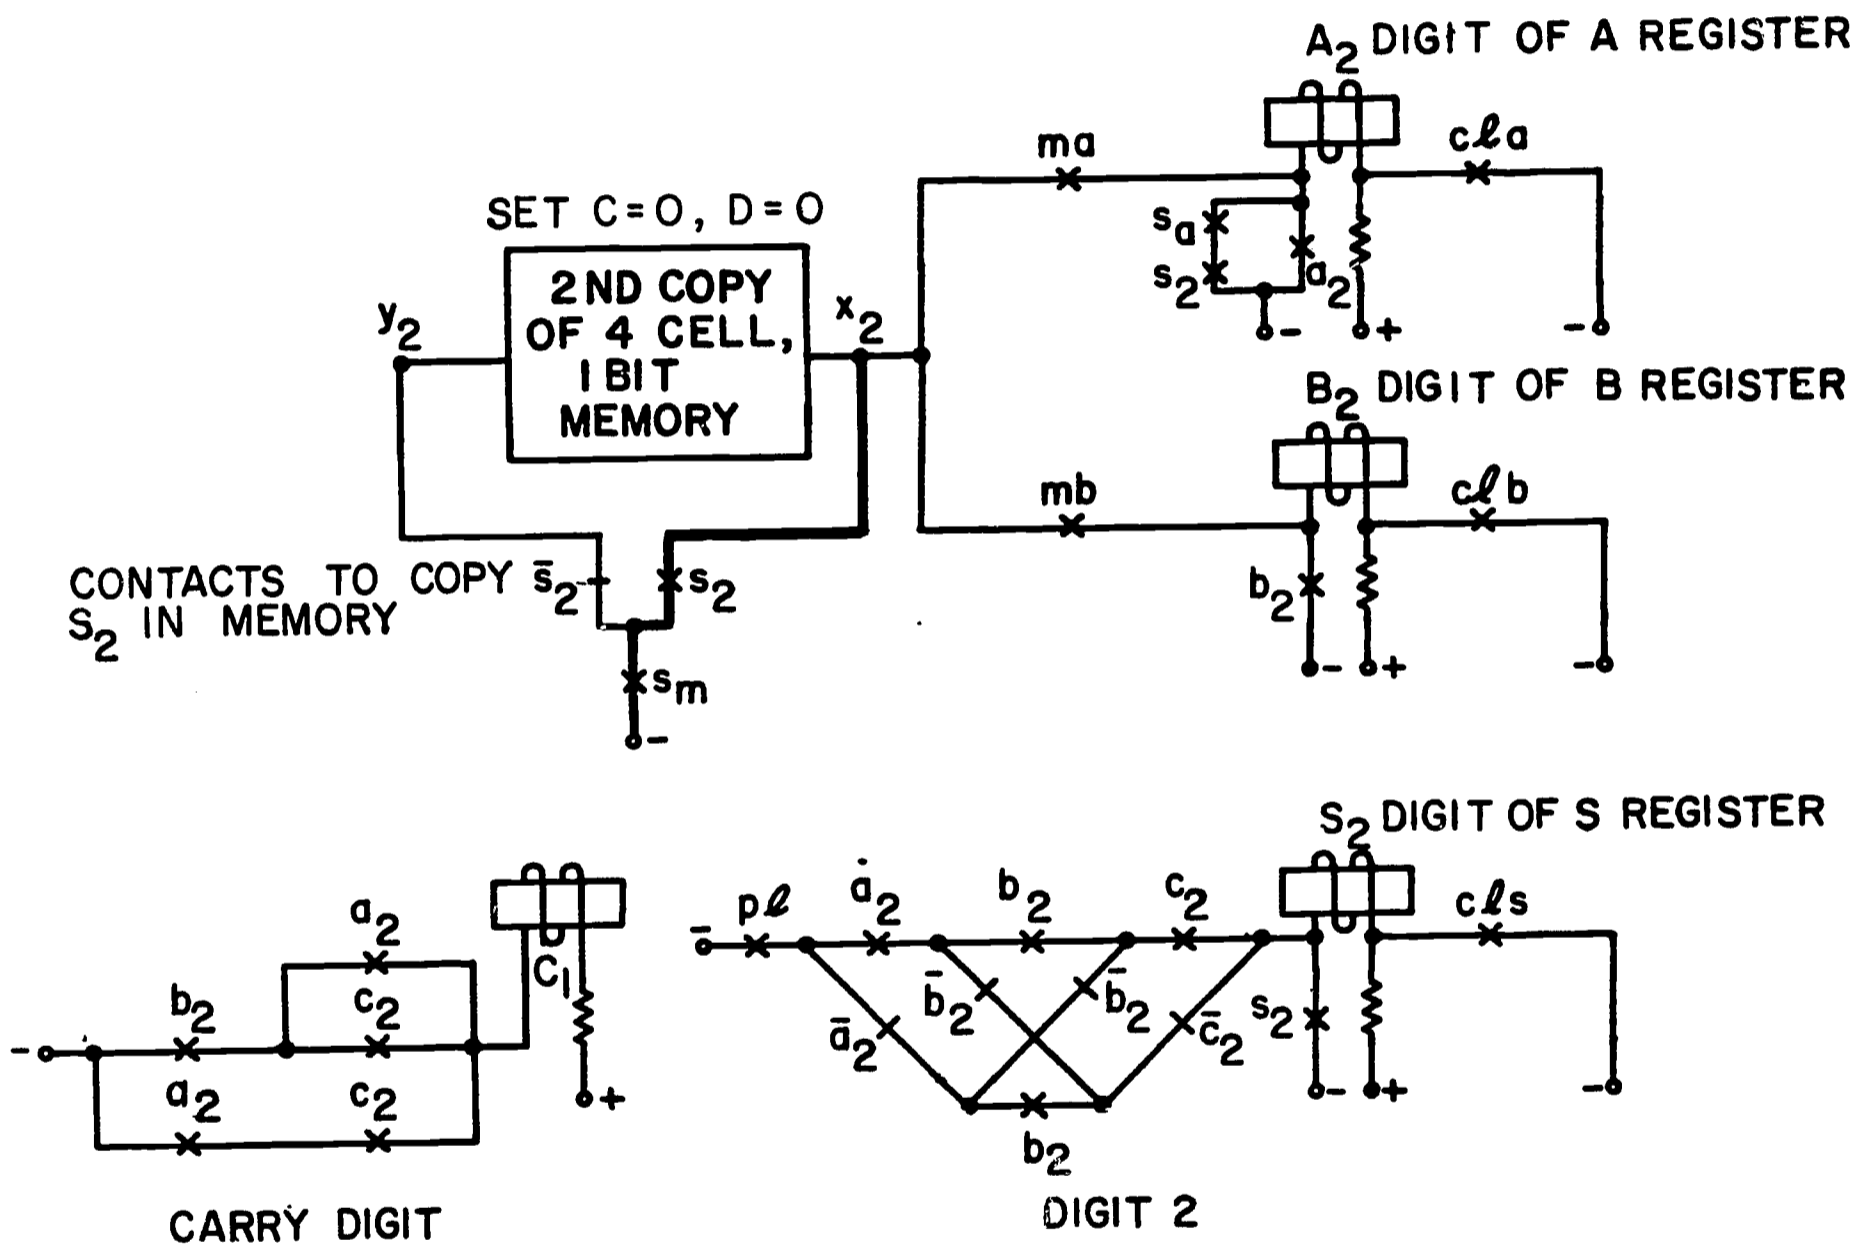 A₂ DIGIT OF A REGISTER
ma
cla
SET C=0, D=0
sₐ
s₂
a₂
- + -
2ND COPY
OF 4 CELL,
1 BIT
MEMORY
y₂
x₂
B₂ DIGIT OF B REGISTER
mb
clb
b₂
- + -
CONTACTS TO COPY s̄₂
S₂ IN MEMORY
s₂
sₘ
-
S₂ DIGIT OF S REGISTER
- pl a₂ b₂ c₂
cls
ā₂ b̄₂ b̄₂ c̄₂
s₂
b₂
- + -
DIGIT 2
a₂
C₁
b₂ c₂
-
a₂ c₂
+
CARRY DIGIT